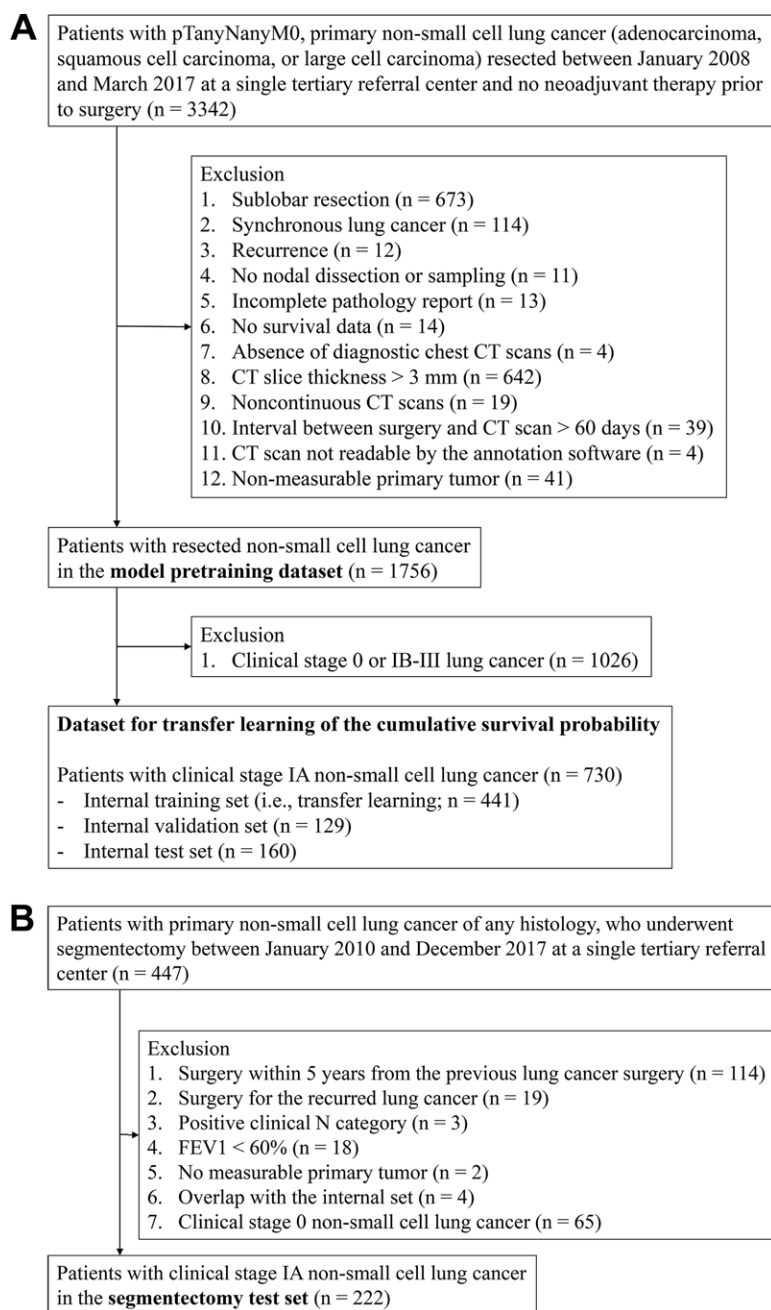 A
Patients with pTanyNanyM0, primary non-small cell lung cancer (adenocarcinoma,
squamous cell carcinoma, or large cell carcinoma) resected between January 2008
and March 2017 at a single tertiary referral center and no neoadjuvant therapy prior
to surgery (n = 3342)
Exclusion
1. Sublobar resection (n = 673)
2. Synchronous lung cancer (n = 114)
3. Recurrence (n = 12)
4. No nodal dissection or sampling (n = 11)
5. Incomplete pathology report (n = 13)
6. No survival data (n = 14)
7. Absence of diagnostic chest CT scans (n = 4)
8. CT slice thickness > 3 mm (n = 642)
9. Noncontinuous CT scans (n = 19)
10. Interval between surgery and CT scan > 60 days (n = 39)
11. CT scan not readable by the annotation software (n = 4)
12. Non-measurable primary tumor (n = 41)
Patients with resected non-small cell lung cancer
in the model pretraining dataset (n = 1756)
Exclusion
1. Clinical stage 0 or IB-III lung cancer (n = 1026)
Dataset for transfer learning of the cumulative survival probability
Patients with clinical stage IA non-small cell lung cancer (n = 730)
- Internal training set (i.e., transfer learning; n = 441)
- Internal validation set (n = 129)
- Internal test set (n = 160)
B
Patients with primary non-small cell lung cancer of any histology, who underwent
segmentectomy between January 2010 and December 2017 at a single tertiary referral
center (n = 447)
Exclusion
1. Surgery within 5 years from the previous lung cancer surgery (n = 114)
2. Surgery for the recurred lung cancer (n = 19)
3. Positive clinical N category (n = 3)
4. FEV1 < 60% (n = 18)
5. No measurable primary tumor (n = 2)
6. Overlap with the internal set (n = 4)
7. Clinical stage 0 non-small cell lung cancer (n = 65)
Patients with clinical stage IA non-small cell lung cancer
in the segmentectomy test set (n = 222)